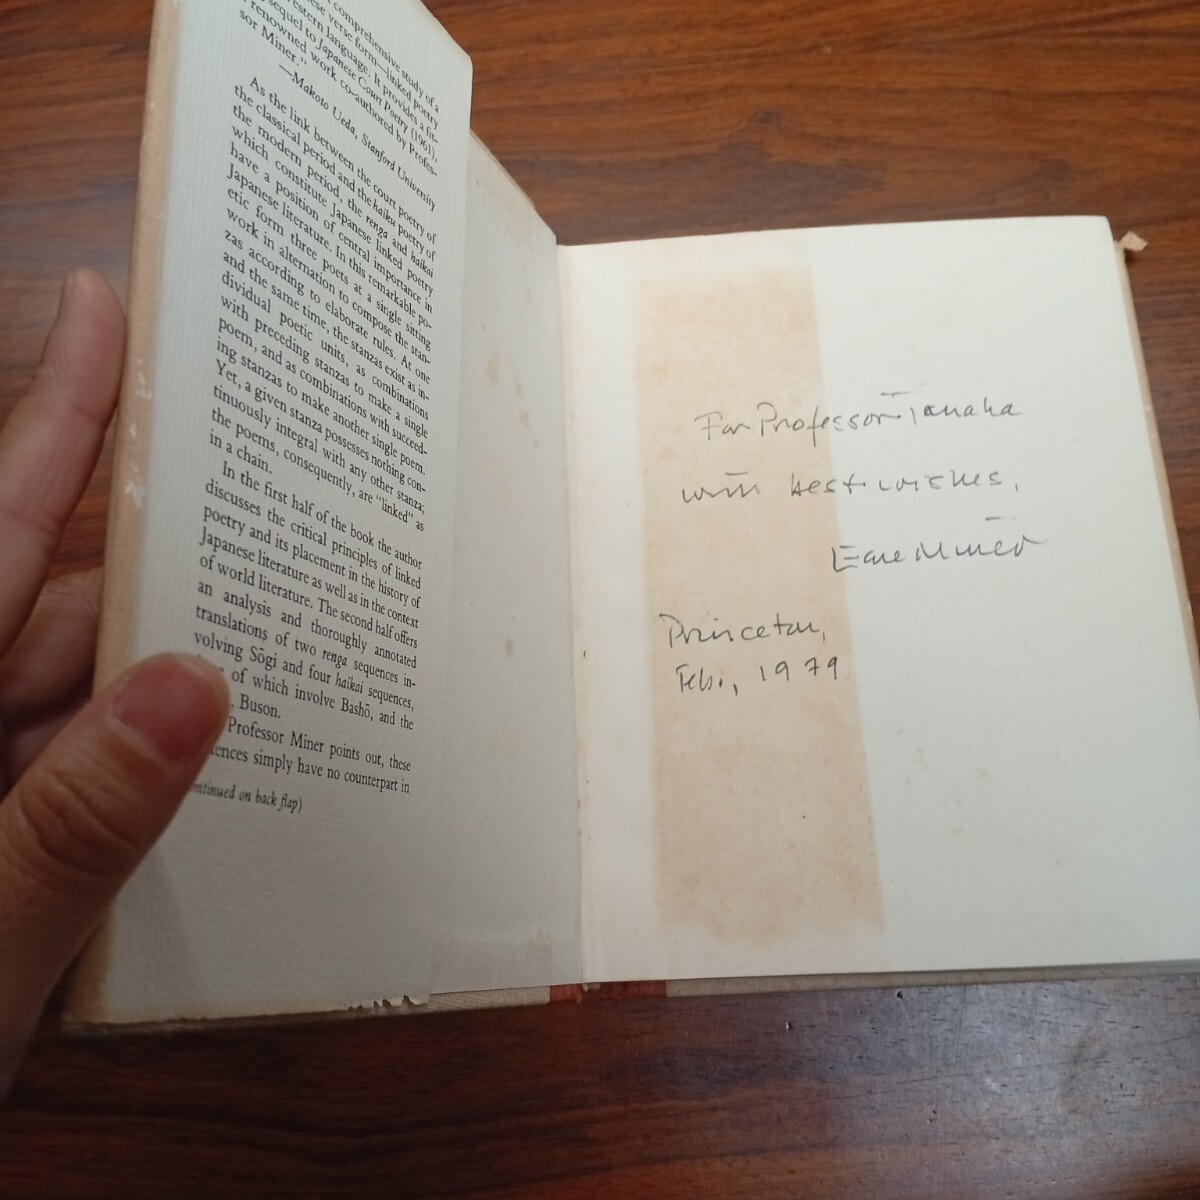 comprehensive study of a
ese verse form—linked poetry
estern language. It provides a fit-
sequel to Japanese Court Poetry (1961),
renowned work co-authored by Profes-
sor Miner."
—Makoto Ueda, Stanford University
As the link between the court poetry of
the classical period and the haiku poetry of
the modern period, the renga and haikai
which constitute Japanese linked poetry
have a position of central importance in
Japanese literature. In this remarkable po-
etic form three poets at a single sitting
work in alternation to compose the stan-
zas according to elaborate rules. At one
and the same time, the stanzas exist as in-
dividual poetic units, as combinations
with preceding stanzas to make a single
poem, and as combinations with succeed-
ing stanzas to make another single poem.
Yet, a given stanza possesses nothing con-
tinuously integral with any other stanza;
the poems, consequently, are "linked" as
in a chain.
In the first half of the book the author
discusses the critical principles of linked
poetry and its placement in the history of
Japanese literature as well as in the context
of world literature. The second half offers
an analysis and thoroughly annotated
translations of two renga sequences in-
volving Sōgi and four haikai sequences,
of which involve Bashō, and the
, Buson.
Professor Miner points out, these
ences simply have no counterpart in
ntinued on back flap)
For Professor Tanaka
with best wishes,
Earl Miner
Princeton,
Feb., 1979